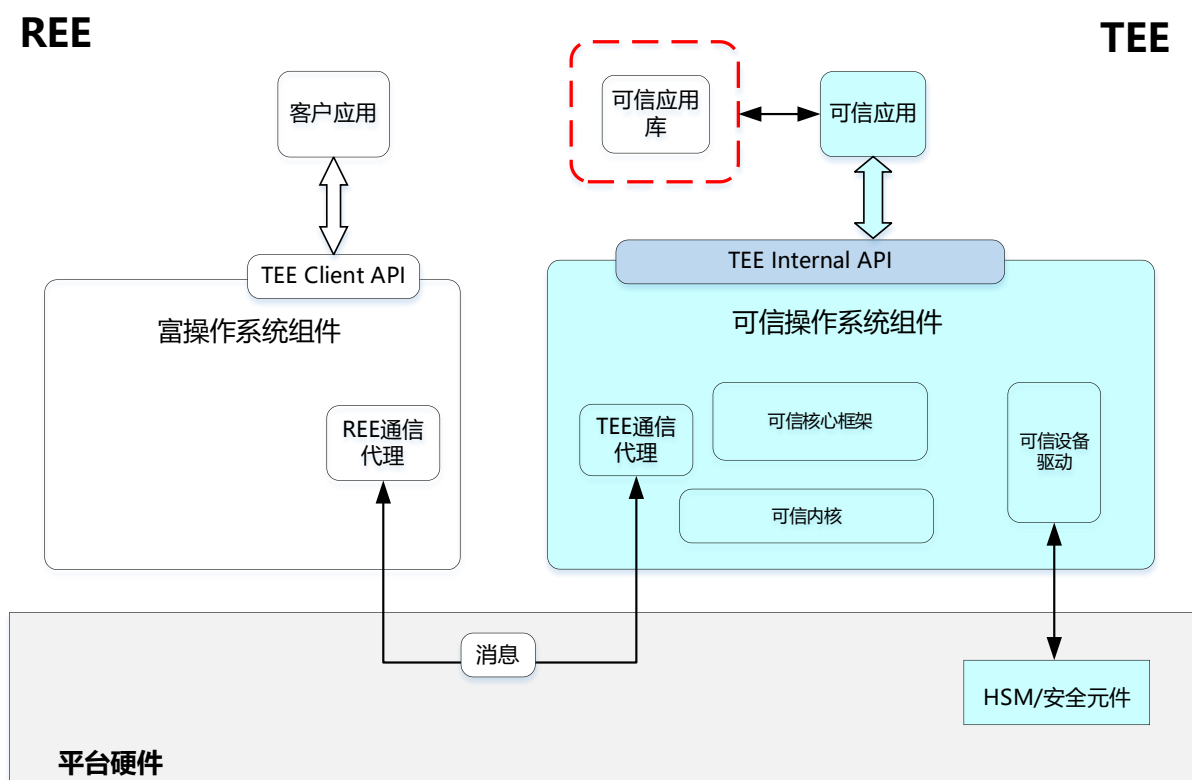 REE
TEE
客户应用
可信应用
库
可信应用
TEE Client API
TEE Internal API
富操作系统组件
可信操作系统组件
REE通信
代理
TEE通信
代理
可信核心框架
可信设备
驱动
可信内核
消息
HSM/安全元件
平台硬件